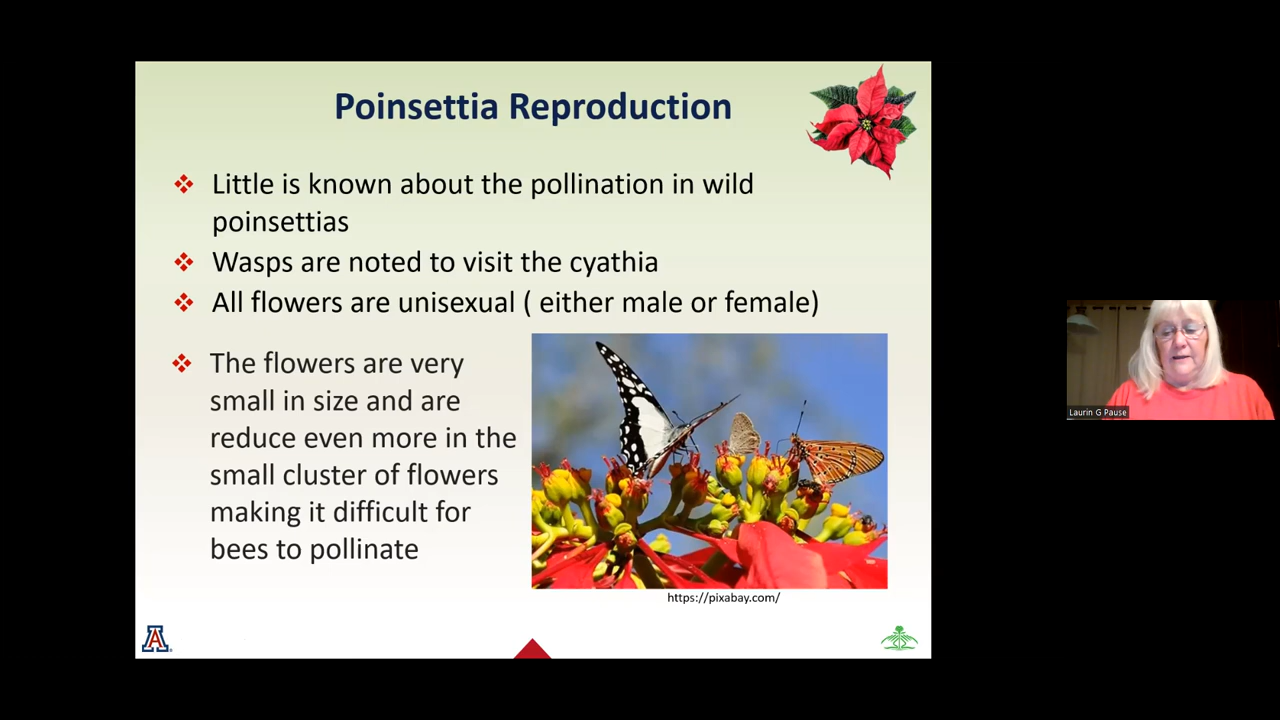 Poinsettia Reproduction
Little is known about the pollination in wild
poinsettias
Wasps are noted to visit the cyathia
All flowers are unisexual ( either male or female)
The flowers are very
small in size and are
reduce even more in the
small cluster of flowers
making it difficult for
bees to pollinate
https://pixabay.com/
A
Laurin G Pause